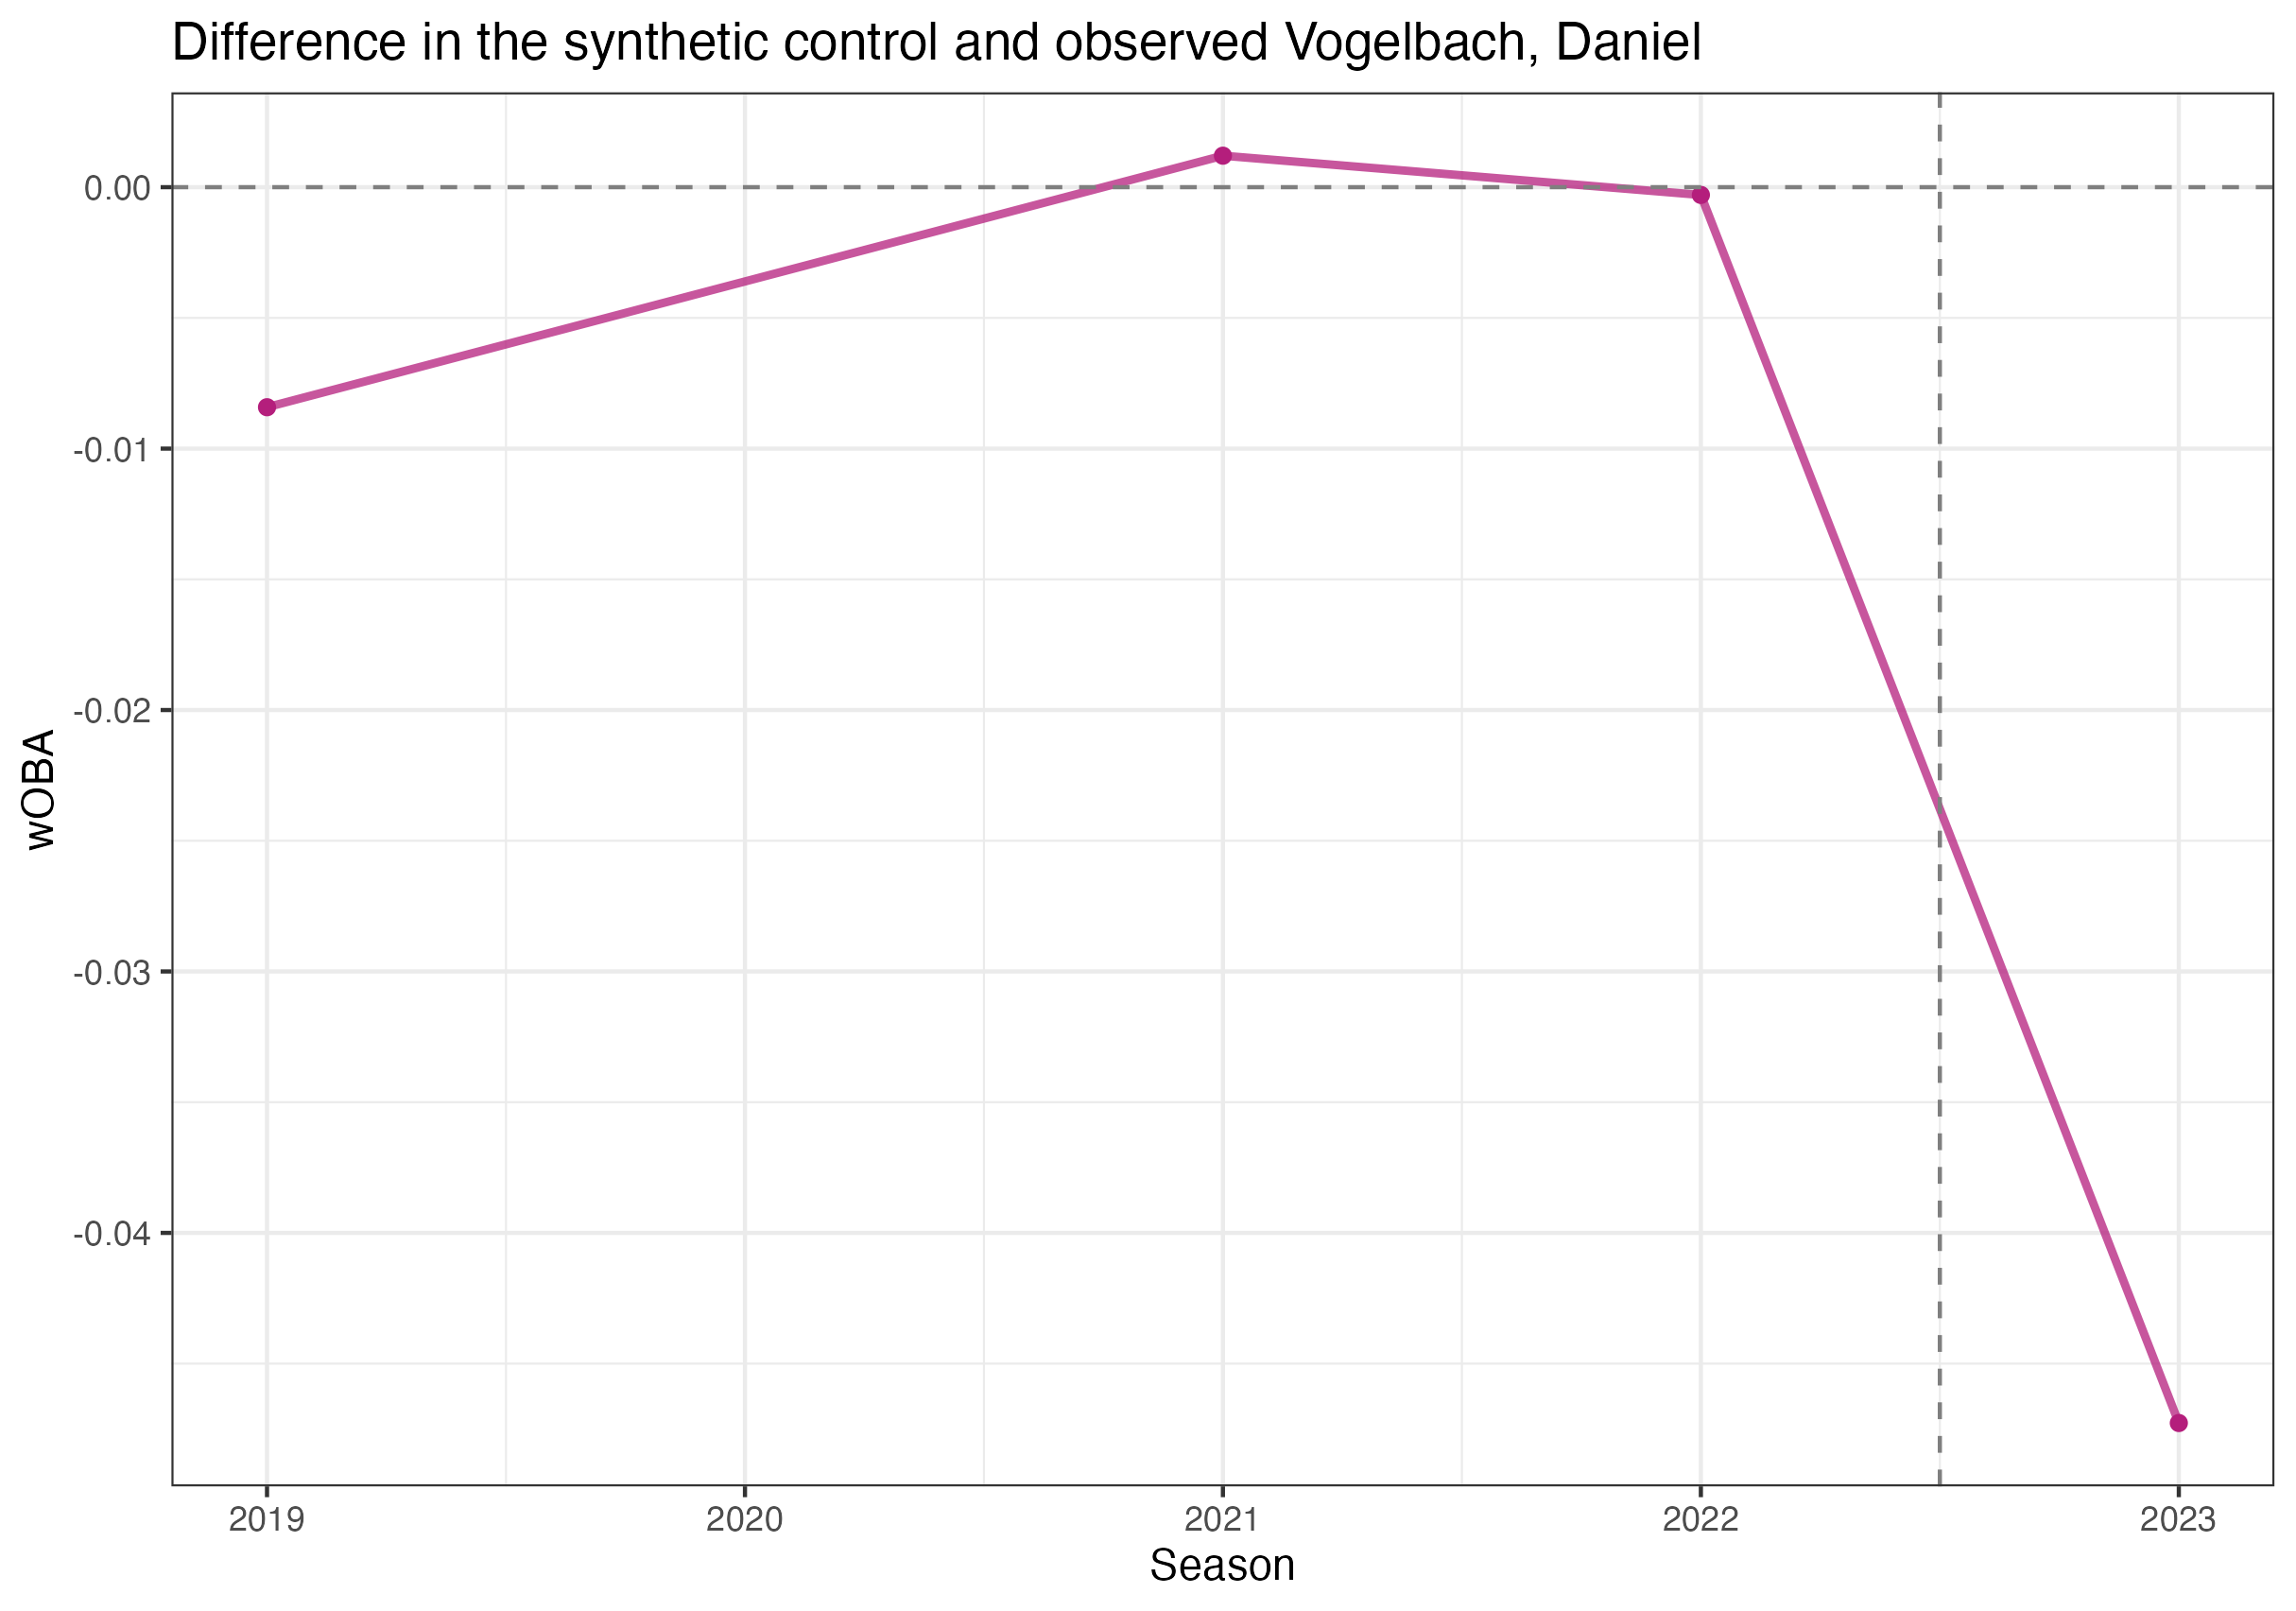 Difference in the synthetic control and observed Vogelbach, Daniel
wOBA
0.00
-0.01
-0.02
-0.03
-0.04
2019 2020 2021 2022 2023
Season